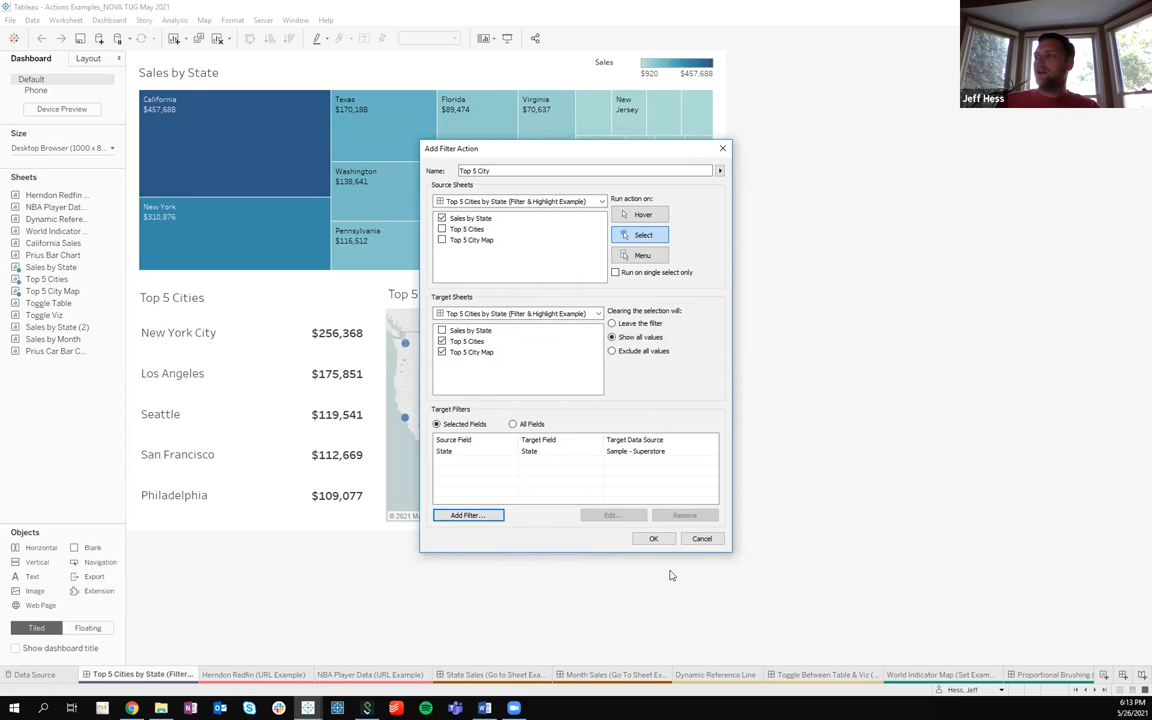 Tableau - Actions Examples_NOVA TUG May 2021
File Data Worksheet Dashboard Story Analysis Map Format Server Window Help
Dashboard Layout
Default
Phone
Device Preview
Size
Desktop Browser (1000 x 8...
Sheets
Herndon Redfin ...
NBA Player Dat...
Dynamic Refere...
World Indicator ...
California Sales
Prius Bar Chart
Sales by State
Top 5 Cities
Top 5 City Map
Toggle Table
Toggle Viz
Sales by State (2)
Sales by Month
Prius Car Bar C...
Objects
Horizontal Blank
Vertical Navigation
Text Export
Image Extension
Web Page
Tiled Floating
Show dashboard title
Sales by State
Sales
$920 $457,688
California
$457,688
Texas
$170,188
Florida
$89,474
Virginia
$70,637
New
Jersey
Washington
$138,641
New York
$310,876
Pennsylvania
$116,512
Top 5 Cities
New York City $256,368
Los Angeles $175,851
Seattle $119,541
San Francisco $112,669
Philadelphia $109,077
Top 5
© 2021 M
Add Filter Action
Name: Top 5 City
Source Sheets
Top 5 Cities by State (Filter & Highlight Example)
Sales by State
Top 5 Cities
Top 5 City Map
Run action on:
Hover
Select
Menu
Run on single select only
Target Sheets
Top 5 Cities by State (Filter & Highlight Example)
Sales by State
Top 5 Cities
Top 5 City Map
Clearing the selection will:
Leave the filter
Show all values
Exclude all values
Target Filters
Selected Fields All Fields
Source Field Target Field Target Data Source
State State Sample - Superstore
Add Filter... Edit... Remove
OK Cancel
Jeff Hess
Data Source Top 5 Cities by State (Filter... Herndon Redfin (URL Example) NBA Player Data (URL Example) State Sales (Go to Sheet Exa... Month Sales (Go To Sheet Ex... Dynamic Reference Line Toggle Between Table & Viz (... World Indicator Map (Set Exam... Proportional Brushing (
Hess, Jeff
6:13 PM
5/26/2021